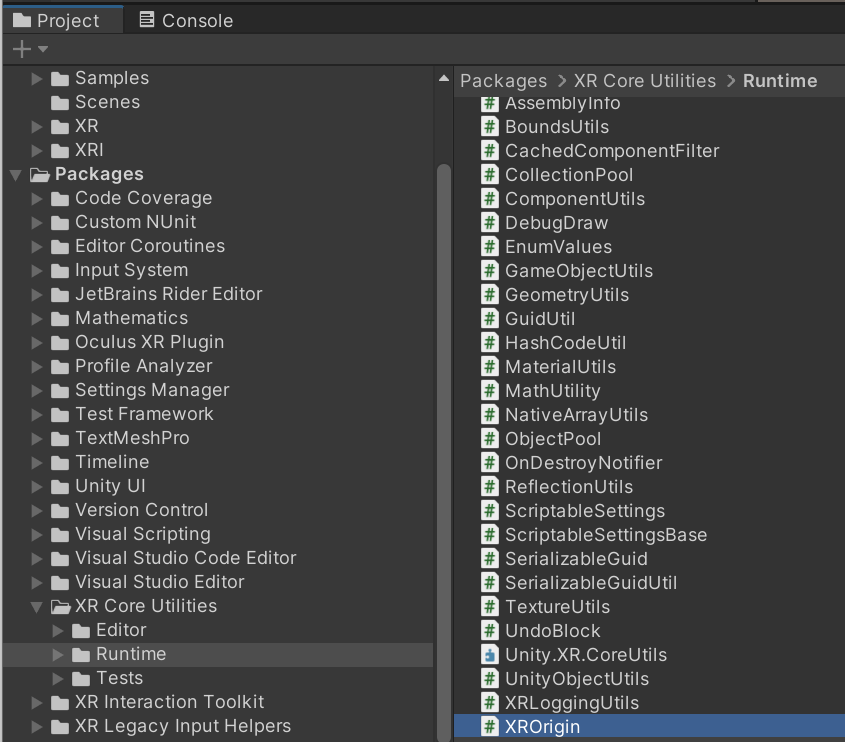 Project
Console
Samples
Scenes
XR
XRI
Packages
Code Coverage
Custom NUnit
Editor Coroutines
Input System
JetBrains Rider Editor
Mathematics
Oculus XR Plugin
Profile Analyzer
Settings Manager
Test Framework
TextMeshPro
Timeline
Unity UI
Version Control
Visual Scripting
Visual Studio Code Editor
Visual Studio Editor
XR Core Utilities
Editor
Runtime
Tests
XR Interaction Toolkit
XR Legacy Input Helpers
Packages > XR Core Utilities > Runtime
AssemblyInfo
BoundsUtils
CachedComponentFilter
CollectionPool
ComponentUtils
DebugDraw
EnumValues
GameObjectUtils
GeometryUtils
GuidUtil
HashCodeUtil
MaterialUtils
MathUtility
NativeArrayUtils
ObjectPool
OnDestroyNotifier
ReflectionUtils
ScriptableSettings
ScriptableSettingsBase
SerializableGuid
SerializableGuidUtil
TextureUtils
UndoBlock
Unity.XR.CoreUtils
UnityObjectUtils
XRLoggingUtils
XROrigin